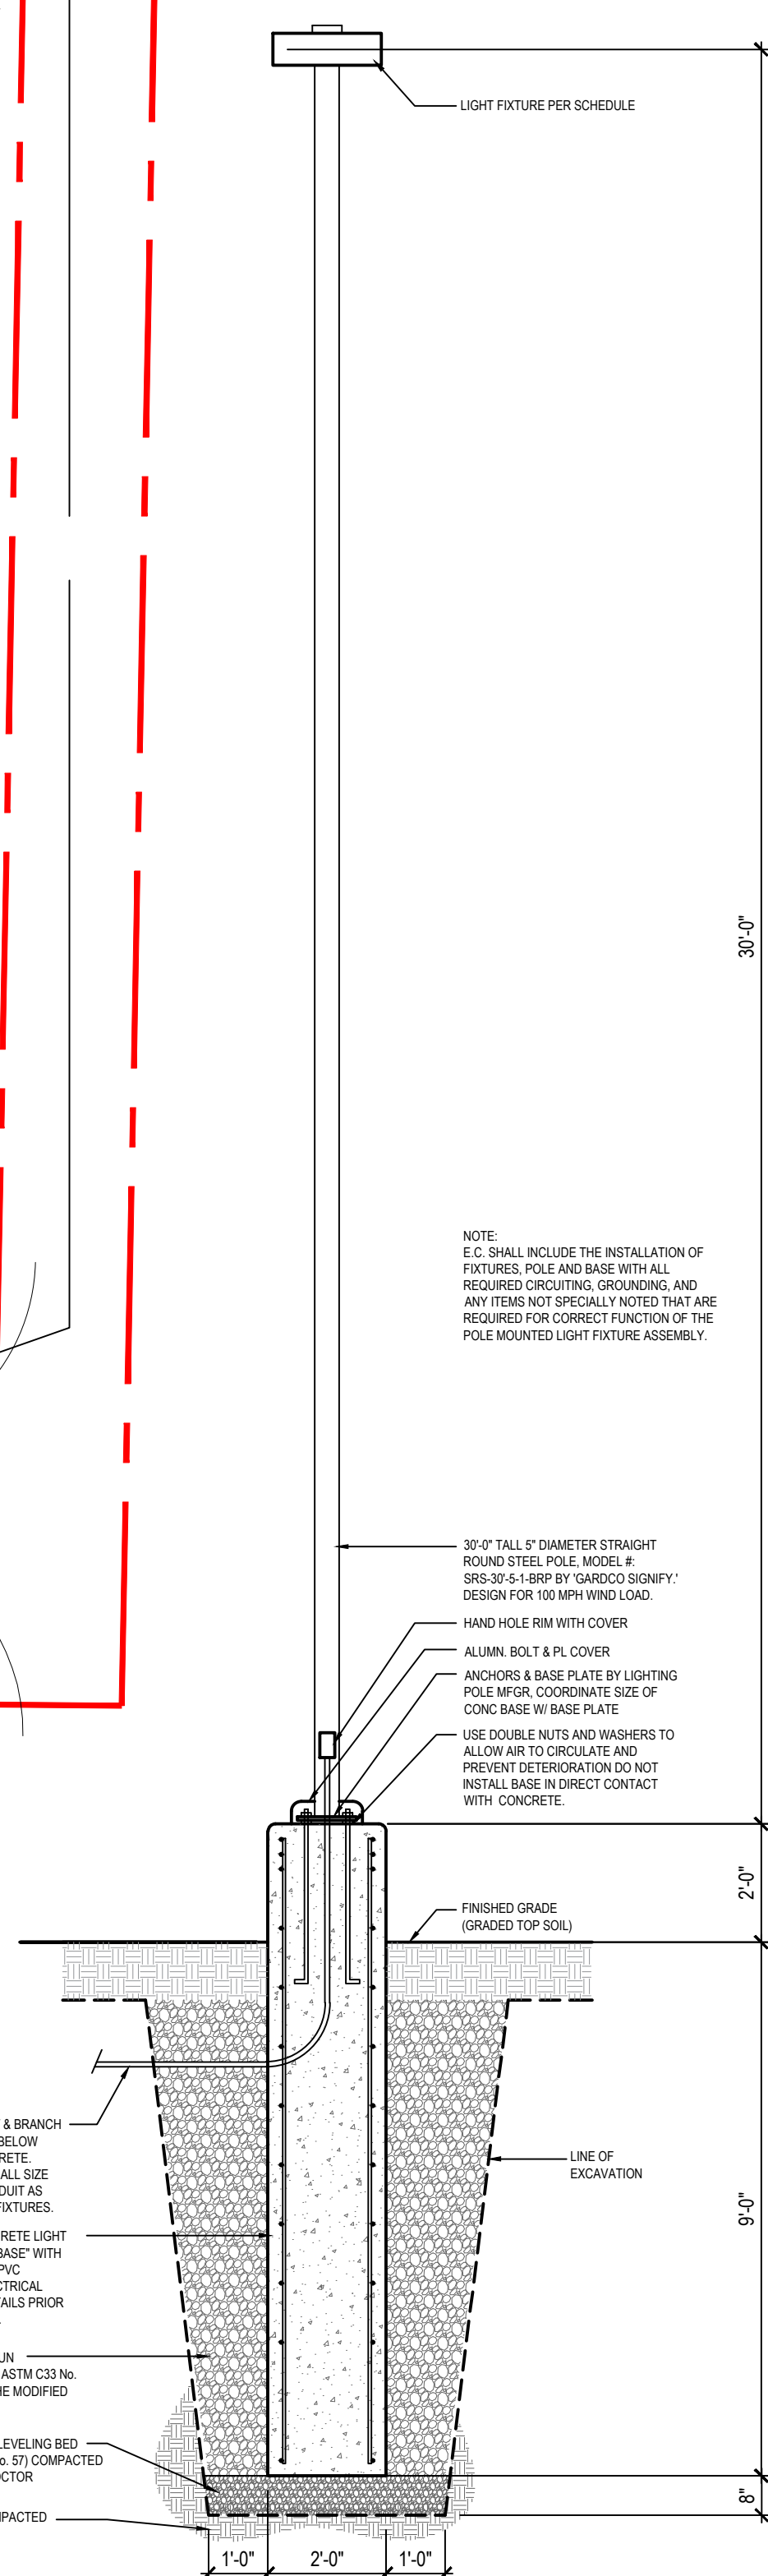 LIGHT FIXTURE PER SCHEDULE
30'-0"
NOTE:
E.C. SHALL INCLUDE THE INSTALLATION OF
FIXTURES, POLE AND BASE WITH ALL
REQUIRED CIRCUITING, GROUNDING, AND
ANY ITEMS NOT SPECIALLY NOTED THAT ARE
REQUIRED FOR CORRECT FUNCTION OF THE
POLE MOUNTED LIGHT FIXTURE ASSEMBLY.
30'-0" TALL 5" DIAMETER STRAIGHT
ROUND STEEL POLE, MODEL #:
SRS-30'-5-1-BRP BY 'GARDCO SIGNIFY.'
DESIGN FOR 100 MPH WIND LOAD.
HAND HOLE RIM WITH COVER
ALUMN. BOLT & PL COVER
ANCHORS & BASE PLATE BY LIGHTING
POLE MFGR, COORDINATE SIZE OF
CONC BASE W/ BASE PLATE
USE DOUBLE NUTS AND WASHERS TO
ALLOW AIR TO CIRCULATE AND
PREVENT DETERIORATION DO NOT
INSTALL BASE IN DIRECT CONTACT
WITH CONCRETE.
2'-0"
FINISHED GRADE
(GRADED TOP SOIL)
& BRANCH
BELOW
RETE.
ALL SIZE
DUIT AS
FIXTURES.
LINE OF
EXCAVATION
9'-0"
RETE LIGHT
BASE" WITH
PVC
CTRICAL
TAILS PRIOR
UN
ASTM C33 No.
HE MODIFIED
LEVELING BED
o. 57) COMPACTED
CTOR
8"
MPACTED
1'-0"
2'-0"
1'-0"